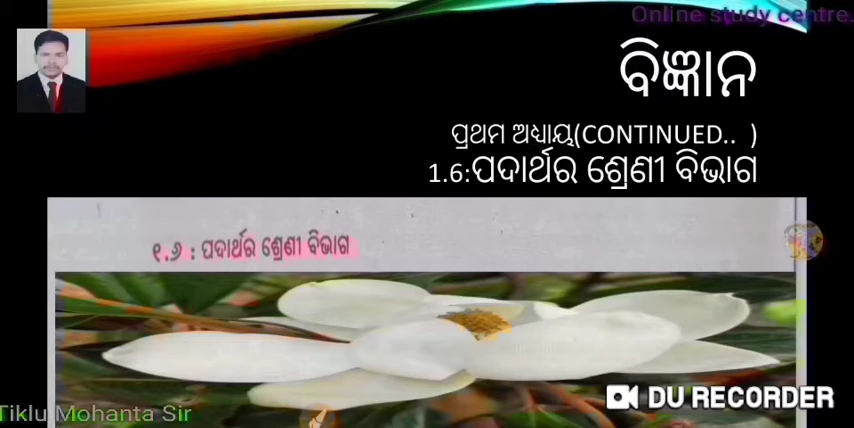 Online study centre.
ବିଜ୍ଞାନ
ପ୍ରଥମ ଅଧ୍ୟାୟ(CONTINUED.. )
1.6:ପଦାର୍ଥର ଶ୍ରେଣୀ ବିଭାଗ
୧.୬ : ପଦାର୍ଥର ଶ୍ରେଣୀ ବିଭାଗ
DU RECORDER
Tiklu Mohanta Sir